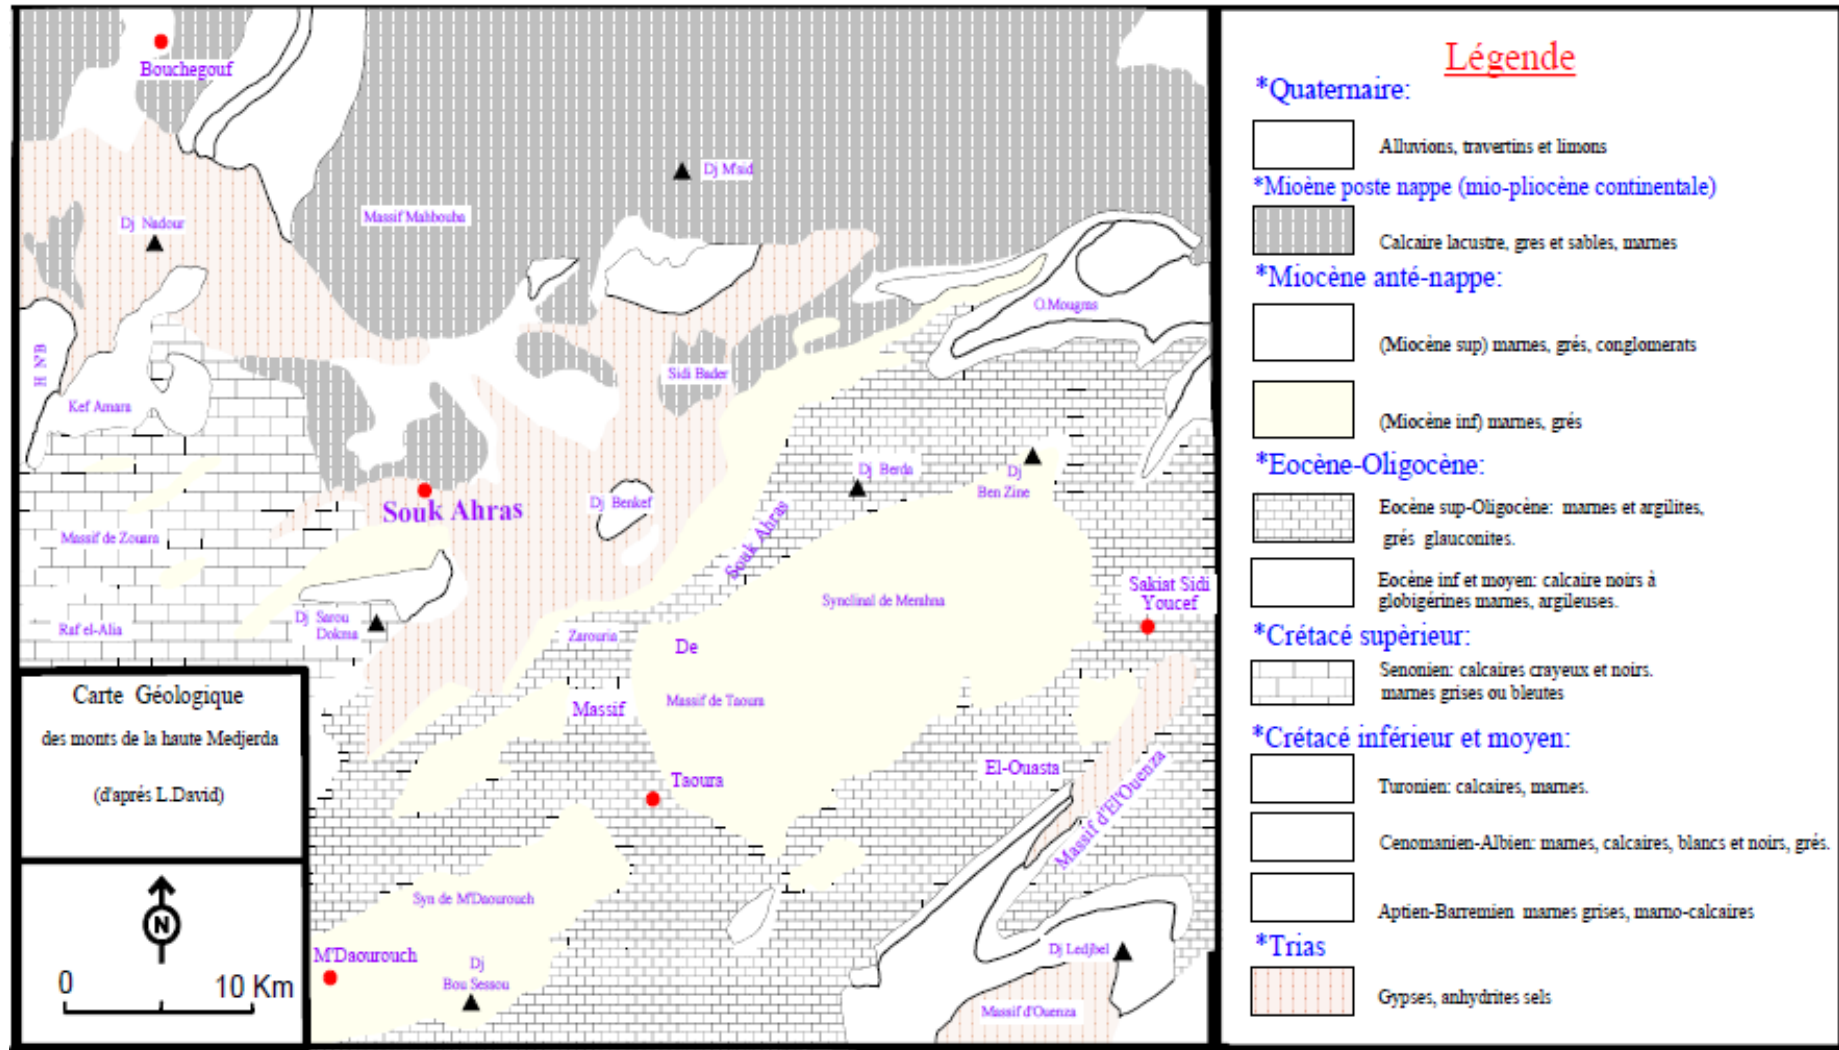 Bouchegouf
Dj M'sid
Massif Mahbouba
Dj Nadour
O.Mougras
H N'B
Sidi Bader
Kef Amara
Dj Berda
Dj
Ben Zine
Souk Ahras
Dj Benkef
Massif de Zouara
Souk Ahras
Sakiat Sidi
Youcef
Synclinal de Merahna
Dj Sarou
Dokma
Raf el-Alia
Zarouria
De
Massif de Taoura
Massif
El-Ouasta
Taoura
Massif d'El'Ouenza
Syn de M'Daourouch
M'Daourouch
Dj
Bou Sessou
Dj Ledjbel
Massif d'Ouenza
Carte Géologique
des monts de la haute Medjerda
(d'aprés L.David)
N
0 10 Km
Légende
*Quaternaire:
Alluvions, travertins et limons
*Mioène poste nappe (mio-pliocène continentale)
Calcaire lacustre, gres et sables, marnes
*Miocène anté-nappe:
(Miocène sup) marnes, grés, conglomerats
(Miocène inf) marnes, grés
*Eocène-Oligocène:
Eocène sup-Oligocène: marnes et argilites,
grés glauconites.
Eocène inf et moyen: calcaire noirs à
globigérines marnes, argileuses.
*Crétacé supèrieur:
Senonien: calcaires crayeux et noirs.
marnes grises ou bleutes
*Crétacé inférieur et moyen:
Turonien: calcaires, marnes.
Cenomanien-Albien: marnes, calcaires, blancs et noirs, grés.
Aptien-Barremien marnes grises, marno-calcaires
*Trias
Gypses, anhydrites sels